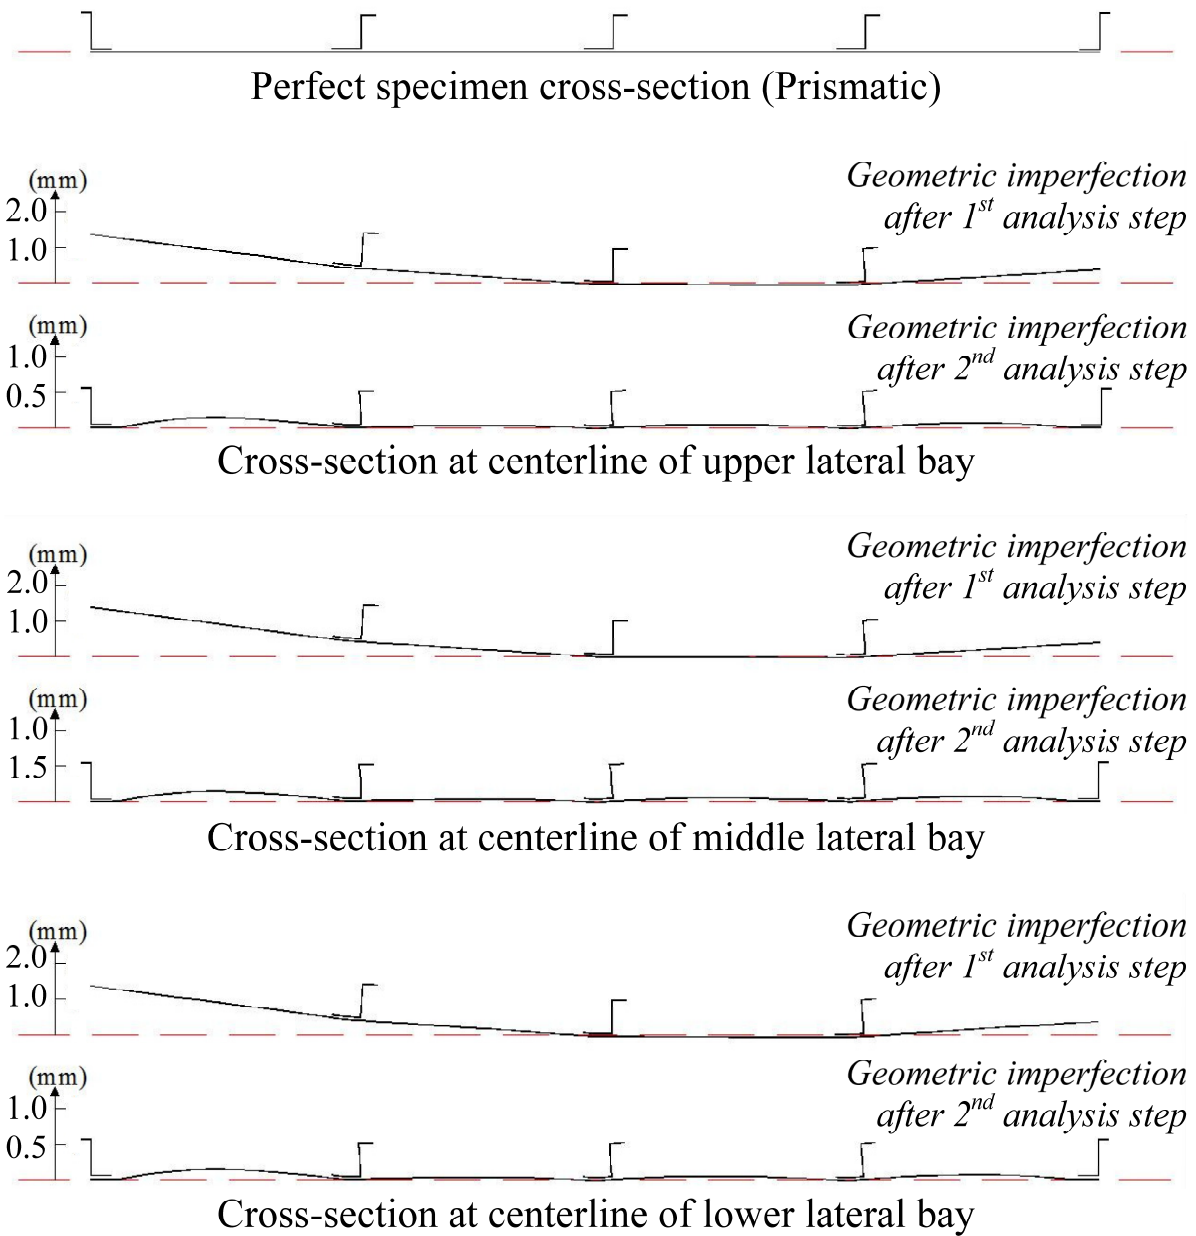 Perfect specimen cross-section (Prismatic)
(mm)
2.0
1.0
Geometric imperfection
after 1st analysis step
(mm)
1.0
0.5
Geometric imperfection
after 2nd analysis step
Cross-section at centerline of upper lateral bay
(mm)
2.0
1.0
Geometric imperfection
after 1st analysis step
(mm)
1.0
1.5
Geometric imperfection
after 2nd analysis step
Cross-section at centerline of middle lateral bay
(mm)
2.0
1.0
Geometric imperfection
after 1st analysis step
(mm)
1.0
0.5
Geometric imperfection
after 2nd analysis step
Cross-section at centerline of lower lateral bay